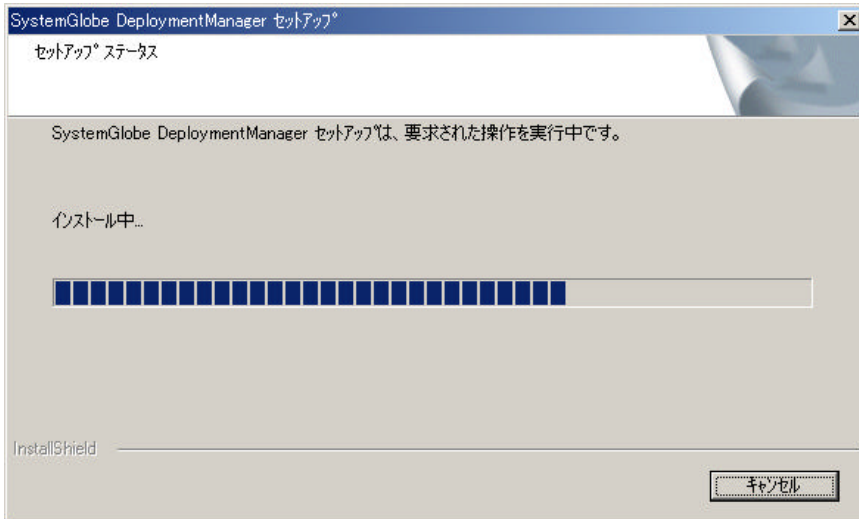 SystemGlobe DeploymentManager ｾｯﾄｱｯﾌﾟ
ｾｯﾄｱｯﾌﾟ ｽﾃｰﾀｽ
SystemGlobe DeploymentManager ｾｯﾄｱｯﾌﾟは、要求された操作を実行中です。
ｲﾝｽﾄｰﾙ中...
InstallShield
ｷｬﾝｾﾙ